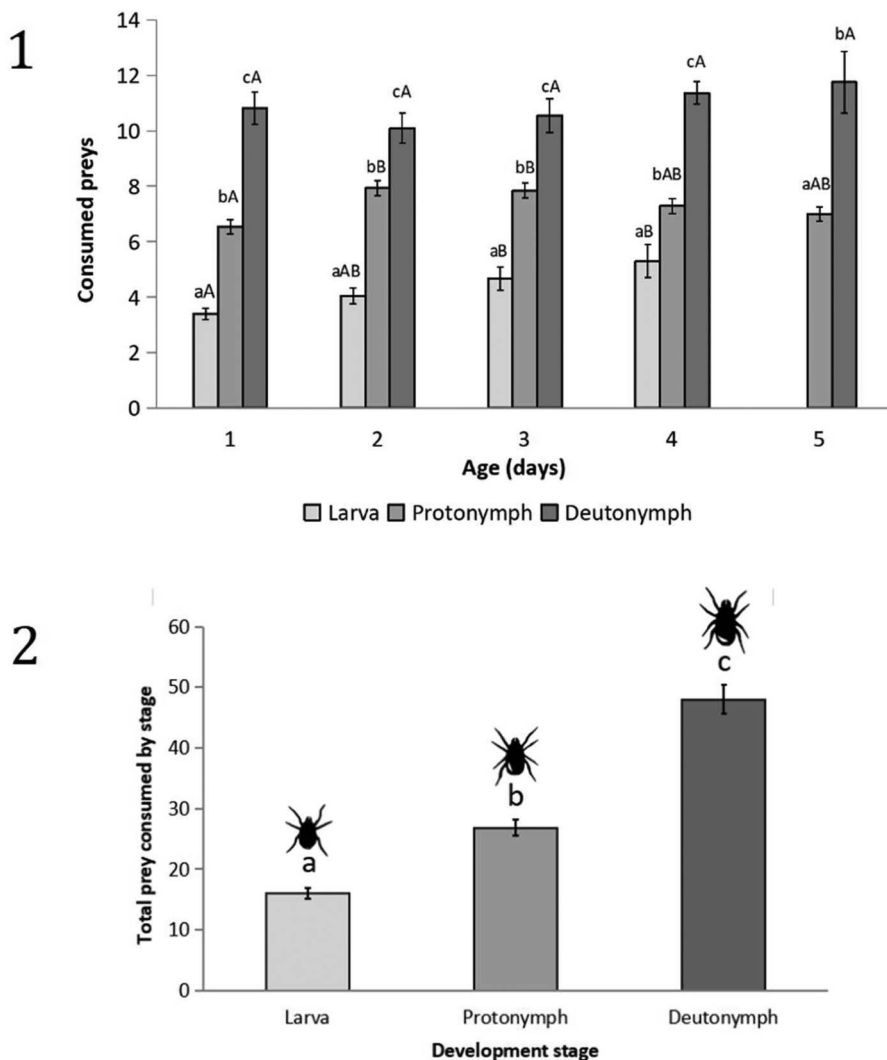 1
14
12
10
8
6
4
2
0
Consumed preys
aA bA cA
aAB bB cA
aB bB cA
aB bAB cA
aAB bA
1 2 3 4 5
Age (days)
Larva Protonymph Deutonymph
2
60
50
40
30
20
10
0
Total prey consumed by stage
a
b
c
Larva Protonymph Deutonymph
Development stage